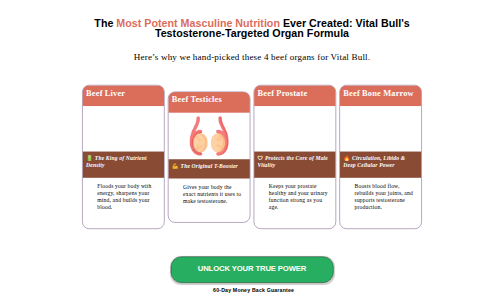 The Most Potent Masculine Nutrition Ever Created: Vital Bull's
Testosterone-Targeted Organ Formula
Here's why we hand-picked these 4 beef organs for Vital Bull.
Beef Liver
🔋 The King of Nutrient
Density
Floods your body with
energy, sharpens your
mind, and builds your
blood.
Beef Testicles
💪 The Original T-Booster
Gives your body the
exact nutrients it uses to
make testosterone.
Beef Prostate
🛡 Protects the Core of Male
Vitality
Keeps your prostate
healthy and your urinary
function strong as you
age.
Beef Bone Marrow
🔥 Circulation, Libido &
Deep Cellular Power
Boosts blood flow,
rebuilds your joints, and
supports testosterone
production.
UNLOCK YOUR TRUE POWER
60-Day Money Back Guarantee